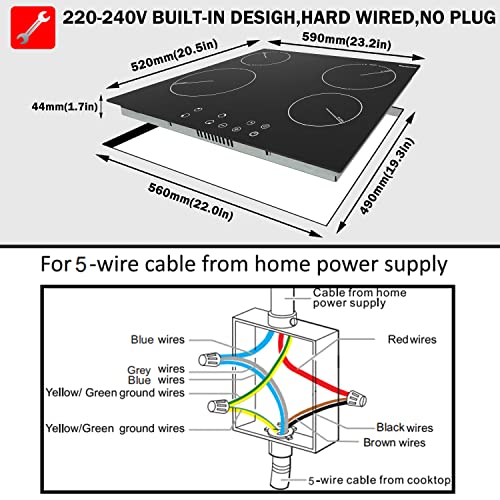 220-240V BUILT-IN DESIGH,HARD WIRED,NO PLUG
520mm(20.5in)
590mm(23.2in)
44mm(1.7in)
560mm(22.0in)
490mm(19.3in)
For 5-wire cable from home power supply
Cable from home
power supply
Blue wires
Red wires
Grey wires
Blue wires
Yellow/ Green ground wires
Yellow/Green ground wires
Black wires
Brown wires
5-wire cable from cooktop